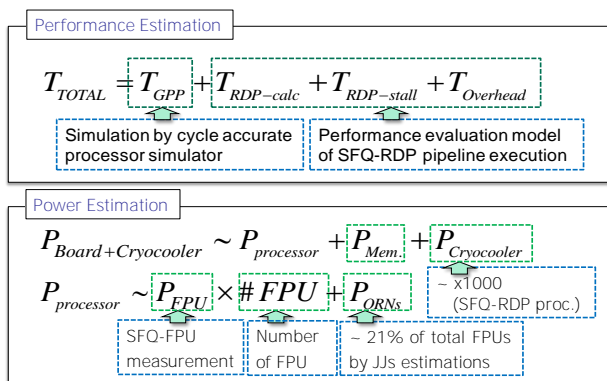 Performance Estimation
T_TOTAL = T_GPP + T_RDP-calc + T_RDP-stall + T_Overhead
Simulation by cycle accurate
processor simulator
Performance evaluation model
of SFQ-RDP pipeline execution
Power Estimation
P_Board+Cryocooler ~ P_processor + P_Mem. + P_Cryocooler
P_processor ~ P_FPU × # FPU + P_ORNs
~ x1000
(SFQ-RDP proc.)
SFQ-FPU
measurement
Number
of FPU
~ 21% of total FPUs
by JJs estimations